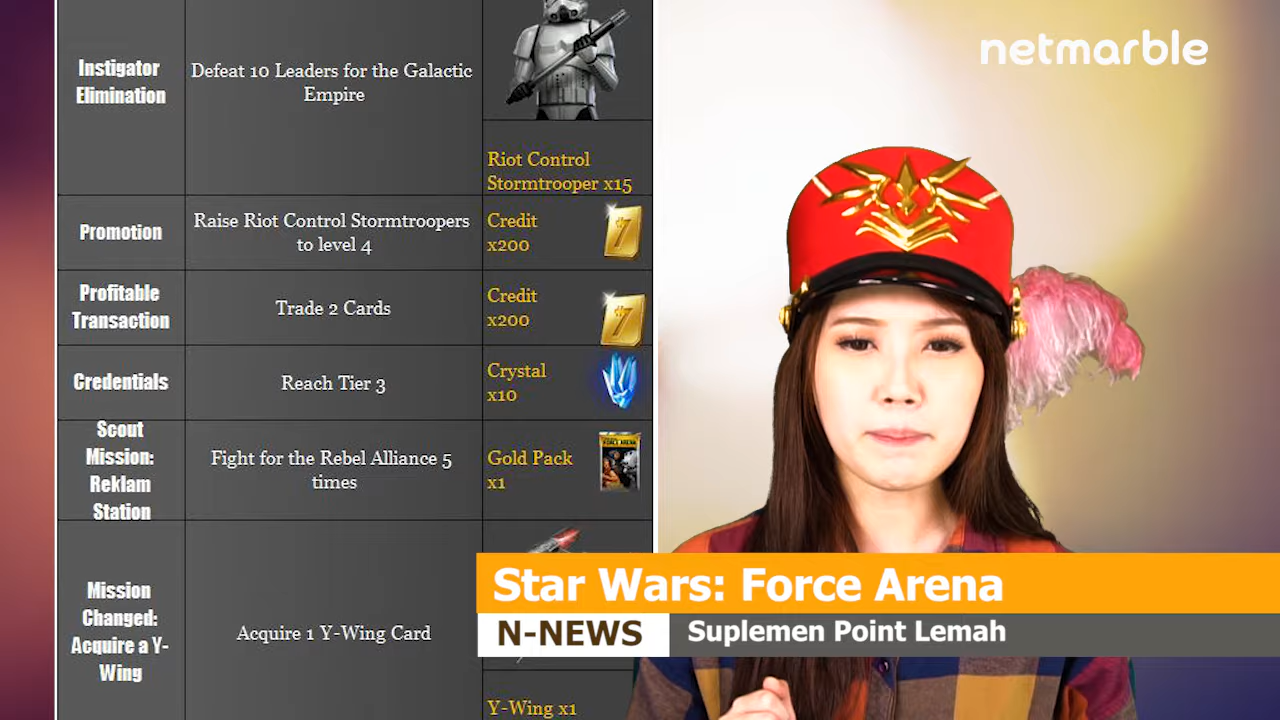 netmarble
Instigator
Elimination
Defeat 10 Leaders for the Galactic
Empire
Riot Control
Stormtrooper x15
Promotion
Raise Riot Control Stormtroopers
to level 4
Credit
x200
Profitable
Transaction
Trade 2 Cards
Credit
x200
Credentials
Reach Tier 3
Crystal
x10
Scout
Mission:
Reklam
Station
Fight for the Rebel Alliance 5
times
Gold Pack
x1
FORCE ARENA
Mission
Changed:
Acquire a Y-
Wing
Acquire 1 Y-Wing Card
Y-Wing x1
Star Wars: Force Arena
N-NEWS
Suplemen Point Lemah